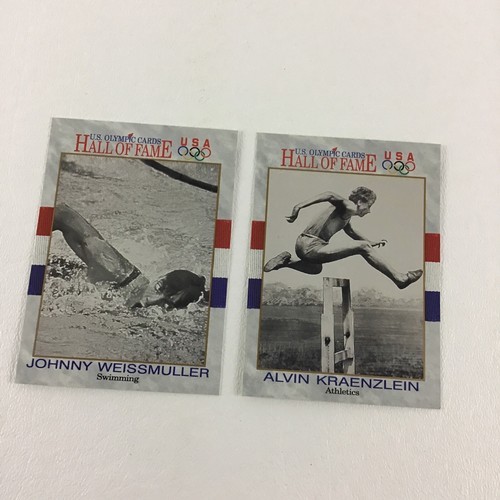 U.S. OLYMPIC CARDS
HALL OF FAME
USA
JOHNNY WEISSMULLER
Swimming
U.S. OLYMPIC CARDS
HALL OF FAME
USA
ALVIN KRAENZLEIN
Athletics